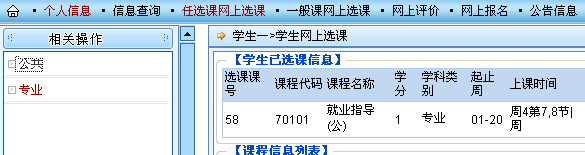 个人信息 信息查询 任选课网上选课 一般课网上选课 网上评价 网上报名 公告信息
相关操作
学生—>学生网上选课
公共
专业
【学生已选课信息】
选课课号 课程代码 课程名称 学分 学科类别 起止周 上课时间
58 70101 就业指导(公) 1 专业 01-20 周4第7,8节|周
【课程信息列表】